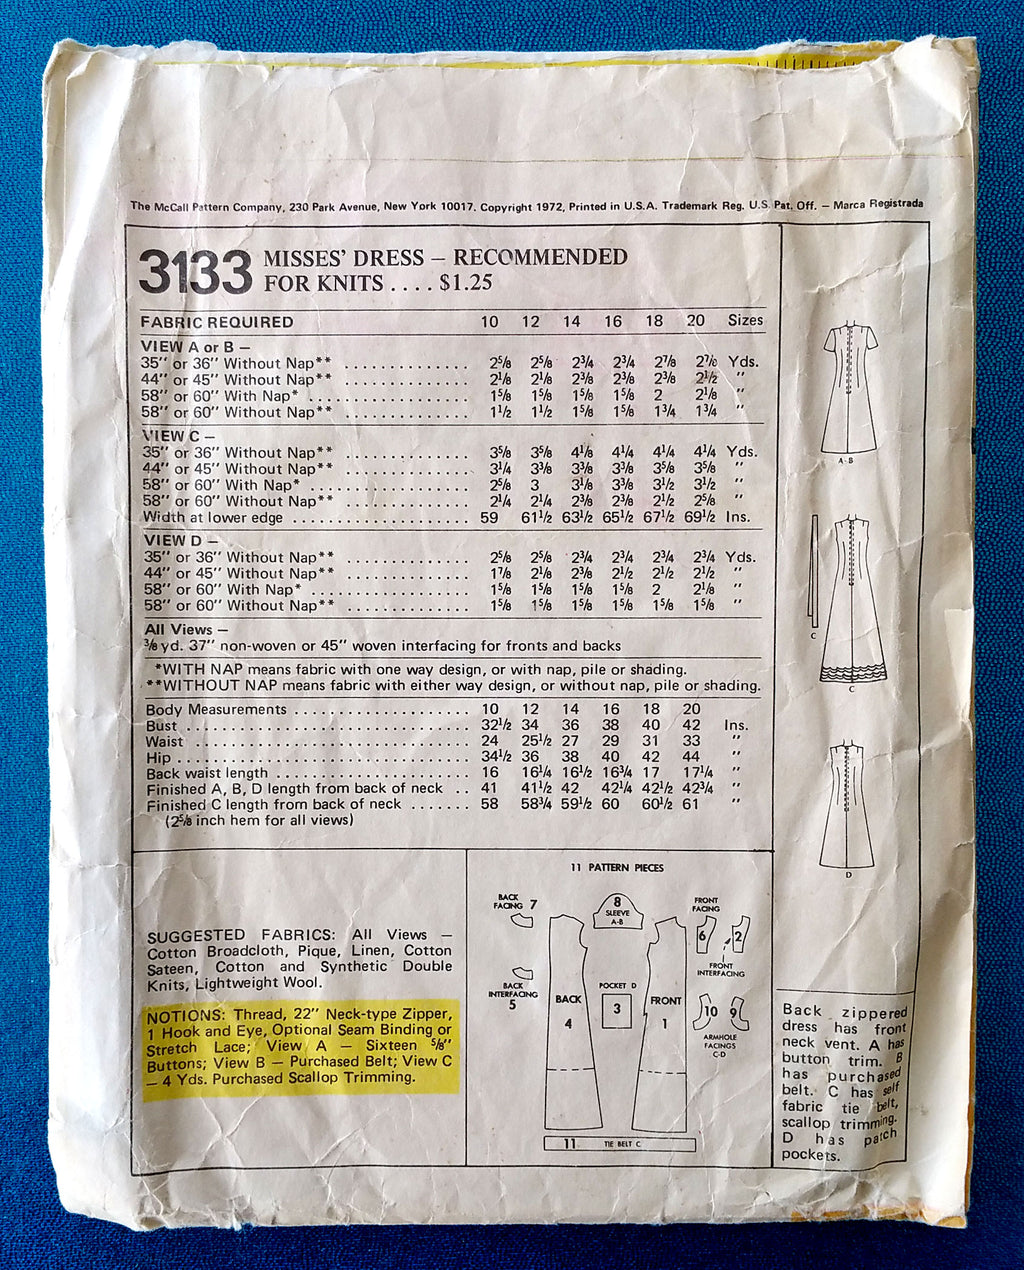 The McCall Pattern Company, 230 Park Avenue, New York 10017. Copyright 1972, Printed in U.S.A. Trademark Reg. U.S. Pat. Off. – Marca Registrada
3133 MISSES' DRESS – RECOMMENDED
FOR KNITS .... $1.25
FABRIC REQUIRED 10 12 14 16 18 20 Sizes
VIEW A or B –
35" or 36" Without Nap** 2⅝ 2⅝ 2¾ 2¾ 2⅞ 2⅞ Yds.
44" or 45" Without Nap** 2⅛ 2⅛ 2⅜ 2⅜ 2⅜ 2½ "
58" or 60" With Nap* 1⅝ 1⅝ 1⅝ 1⅝ 2 2⅛ "
58" or 60" Without Nap** 1½ 1½ 1⅝ 1⅝ 1¾ 1¾ "
VIEW C –
35" or 36" Without Nap** 3⅝ 3⅝ 4⅛ 4¼ 4¼ 4¼ Yds.
44" or 45" Without Nap** 3¼ 3⅜ 3⅜ 3⅜ 3⅝ 3⅝ "
58" or 60" With Nap* 2⅝ 3 3⅛ 3⅜ 3½ 3½ "
58" or 60" Without Nap** 2¼ 2¼ 2⅜ 2⅜ 2½ 2⅝ "
Width at lower edge 59 61½ 63½ 65½ 67½ 69½ Ins.
VIEW D –
35" or 36" Without Nap** 2⅝ 2⅝ 2¾ 2¾ 2¾ 2¾ Yds.
44" or 45" Without Nap** 1⅞ 2⅛ 2⅜ 2½ 2½ 2½ "
58" or 60" With Nap* 1⅝ 1⅝ 1⅝ 1⅝ 2 2⅛ "
58" or 60" Without Nap** 1⅝ 1⅝ 1⅝ 1⅝ 1⅝ 1⅝ "
All Views –
⅜ yd. 37" non-woven or 45" woven interfacing for fronts and backs
*WITH NAP means fabric with one way design, or with nap, pile or shading.
**WITHOUT NAP means fabric with either way design, or without nap, pile or shading.
Body Measurements 10 12 14 16 18 20
Bust 32½ 34 36 38 40 42 Ins.
Waist 24 25½ 27 29 31 33 "
Hip 34½ 36 38 40 42 44 "
Back waist length 16 16¼ 16½ 16¾ 17 17¼ "
Finished A, B, D length from back of neck .. 41 41½ 42 42¼ 42½ 42¾ "
Finished C length from back of neck 58 58¾ 59½ 60 60½ 61 "
(2⅝ inch hem for all views)
SUGGESTED FABRICS: All Views –
Cotton Broadcloth, Pique, Linen, Cotton
Sateen, Cotton and Synthetic Double
Knits, Lightweight Wool.
NOTIONS: Thread, 22" Neck-type Zipper,
1 Hook and Eye, Optional Seam Binding or
Stretch Lace; View A – Sixteen ⅝"
Buttons; View B – Purchased Belt; View C
– 4 Yds. Purchased Scallop Trimming.
11 PATTERN PIECES
BACK
FACING 7
8
SLEEVE
A-B
FRONT
FACING
6
2
FRONT
INTERFACING
BACK
INTERFACING
5
BACK
4
POCKET D
3
FRONT
1
10
9
ARMHOLE
FACINGS
C-D
11 TIE BELT C
A-B
C
C
D
Back zippered
dress has front
neck vent. A has
button trim. B
has purchased
belt. C has self
fabric tie belt,
scallop trimming.
D has patch
pockets.